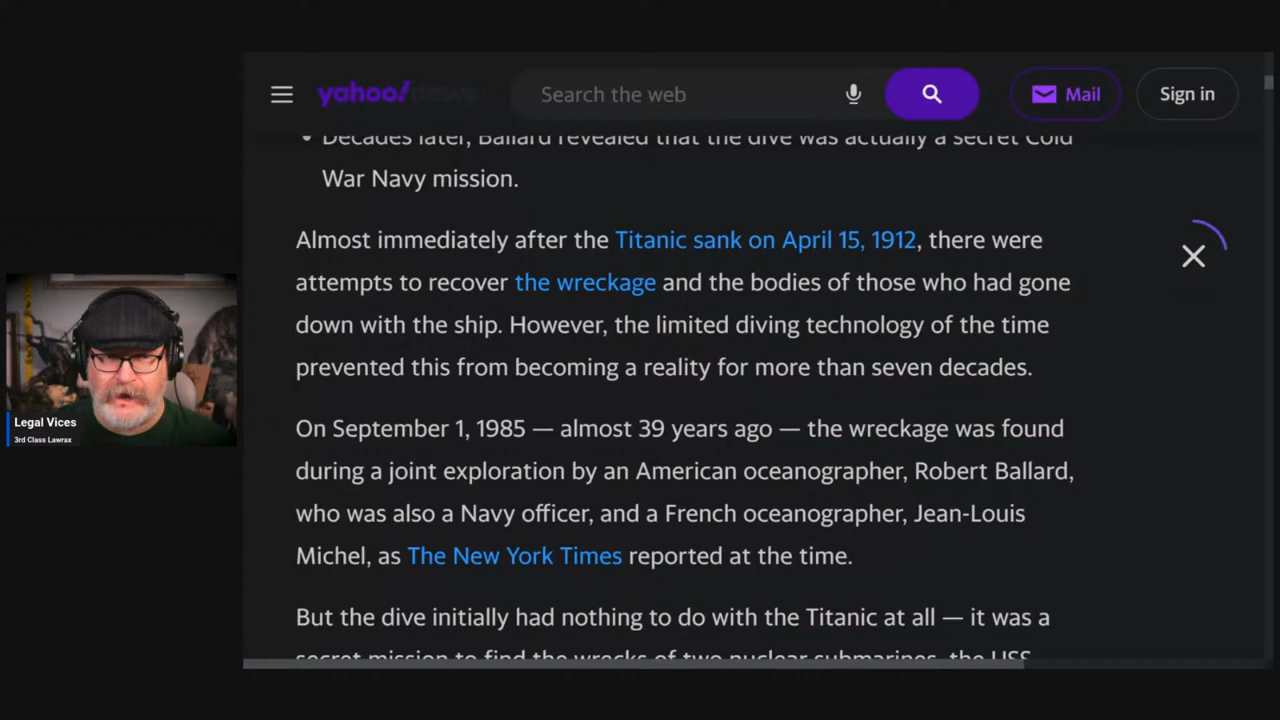 yahoo! news
Search the web
Mail
Sign in
Decades later, Ballard revealed that the dive was actually a secret Cold
War Navy mission.
Almost immediately after the Titanic sank on April 15, 1912, there were
attempts to recover the wreckage and the bodies of those who had gone
down with the ship. However, the limited diving technology of the time
prevented this from becoming a reality for more than seven decades.
On September 1, 1985 — almost 39 years ago — the wreckage was found
during a joint exploration by an American oceanographer, Robert Ballard,
who was also a Navy officer, and a French oceanographer, Jean-Louis
Michel, as The New York Times reported at the time.
But the dive initially had nothing to do with the Titanic at all — it was a
secret mission to find the wrecks of two nuclear submarines, the USS
Legal Vices
3rd Class Lawrax